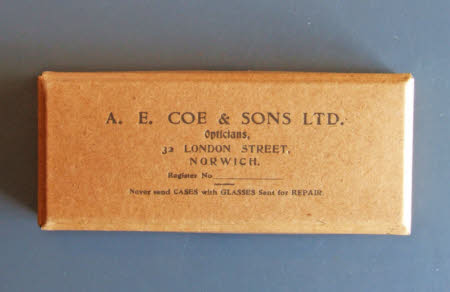 A. E. COE & SONS LTD.
Opticians,
32 LONDON STREET,
NORWICH.
Register No.
Never send CASES with GLASSES Sent for REPAIR